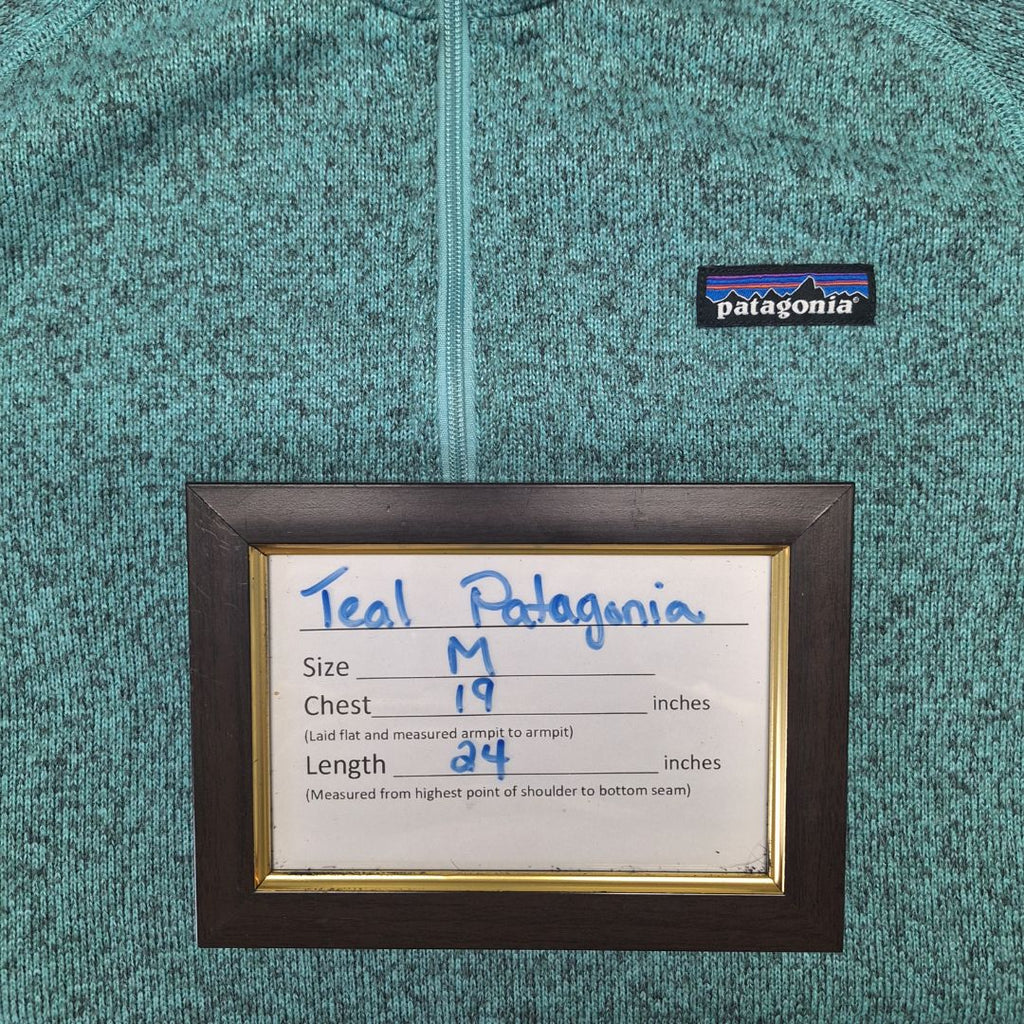 patagonia®
Teal Patagonia
Size M
Chest 19 inches
(Laid flat and measured armpit to armpit)
Length 24 inches
(Measured from highest point of shoulder to bottom seam)